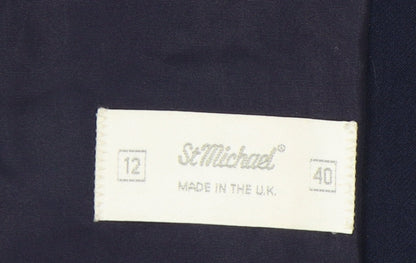 St Michael®
12
40
MADE IN THE U.K.